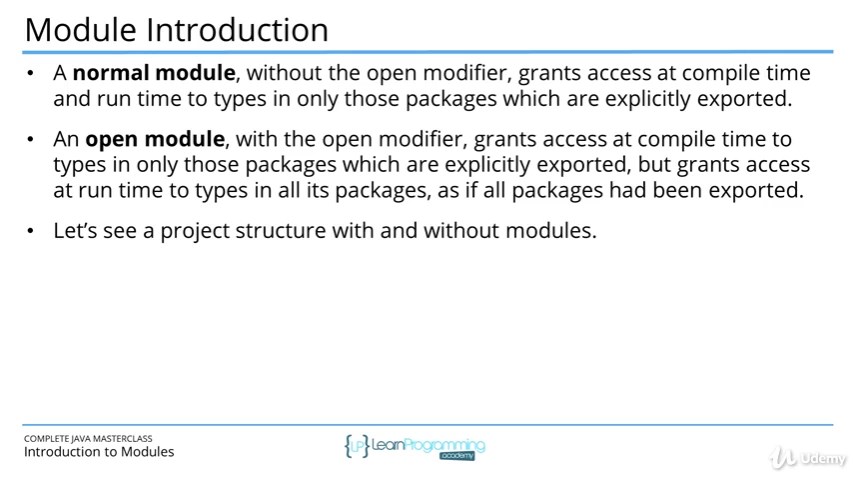 Module Introduction
• A normal module, without the open modifier, grants access at compile time
and run time to types in only those packages which are explicitly exported.
• An open module, with the open modifier, grants access at compile time to
types in only those packages which are explicitly exported, but grants access
at run time to types in all its packages, as if all packages had been exported.
• Let’s see a project structure with and without modules.
COMPLETE JAVA MASTERCLASS
Introduction to Modules
{LP} LearnProgramming
academy
Udemy